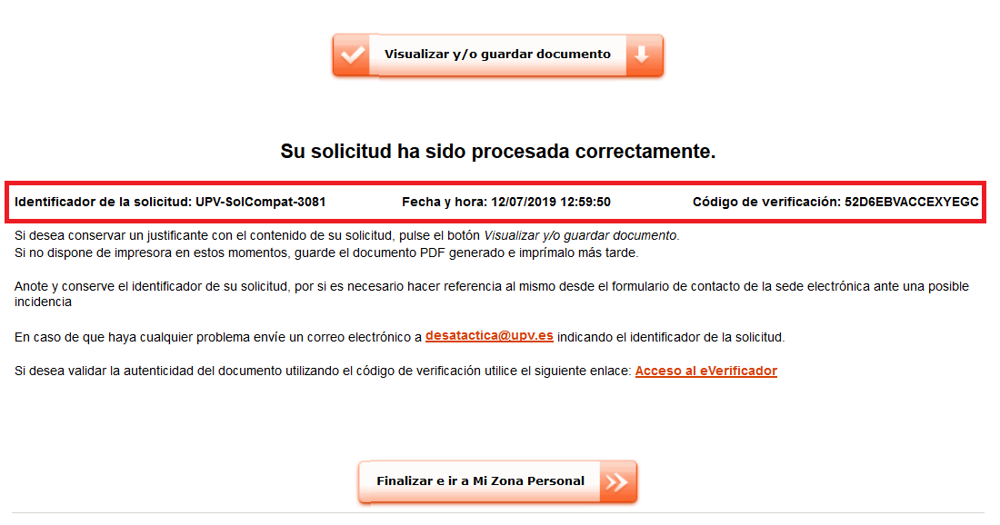 Visualizar y/o guardar documento
Su solicitud ha sido procesada correctamente.
Identificador de la solicitud: UPV-SolCompat-3081 Fecha y hora: 12/07/2019 12:59:50 Código de verificación: 52D6EBVACCEXYEGC
Si desea conservar un justificante con el contenido de su solicitud, pulse el botón Visualizar y/o guardar documento.
Si no dispone de impresora en estos momentos, guarde el documento PDF generado e imprímalo más tarde.
Anote y conserve el identificador de su solicitud, por si es necesario hacer referencia al mismo desde el formulario de contacto de la sede electrónica ante una posible
incidencia
En caso de que haya cualquier problema envíe un correo electrónico a desatactica@upv.es indicando el identificador de la solicitud.
Si desea validar la autenticidad del documento utilizando el código de verificación utilice el siguiente enlace: Acceso al eVerificador
Finalizar e ir a Mi Zona Personal